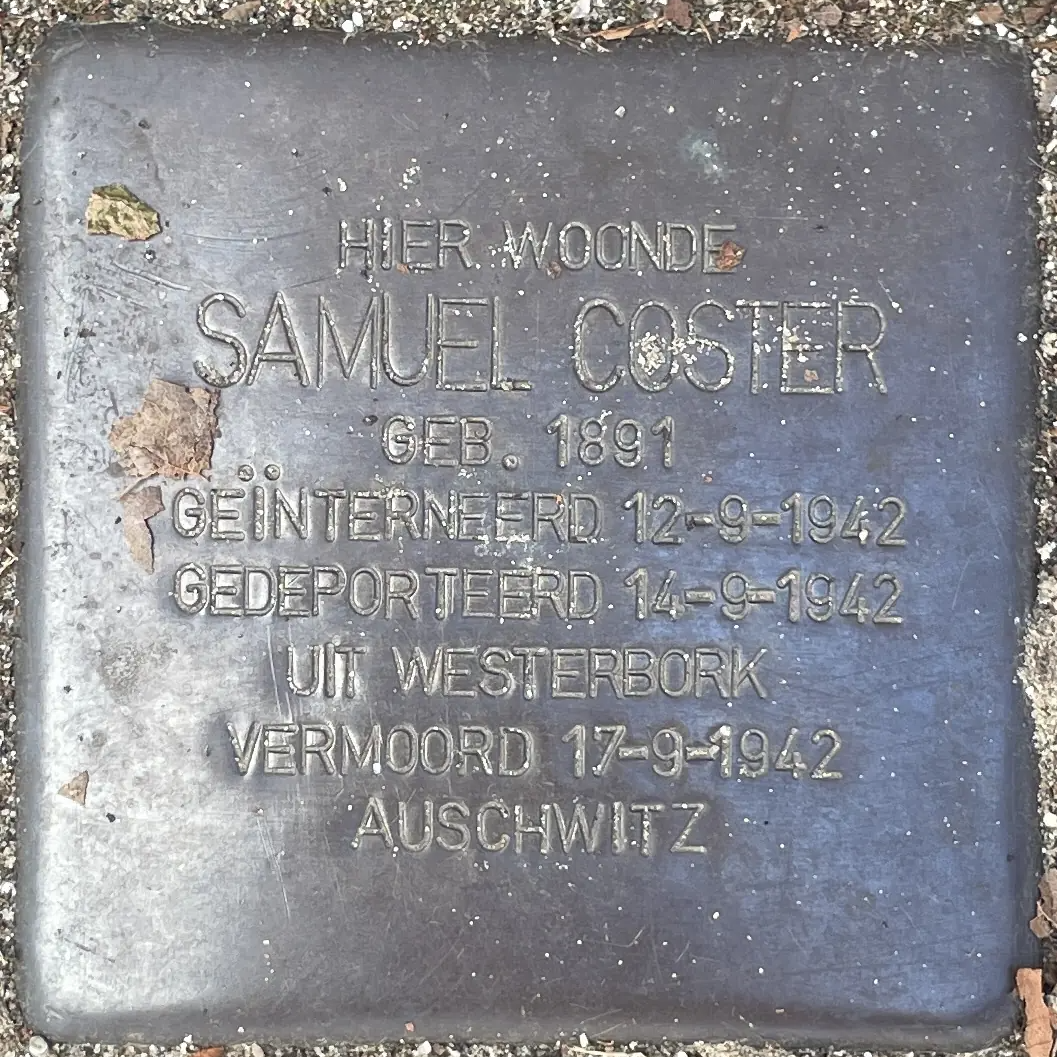 HIER WOONDE
SAMUEL COSTER
GEB. 1891
GEÏNTERNEERD 12-9-1942
GEDEPORTEERD 14-9-1942
UIT WESTERBORK
VERMOORD 17-9-1942
AUSCHWITZ